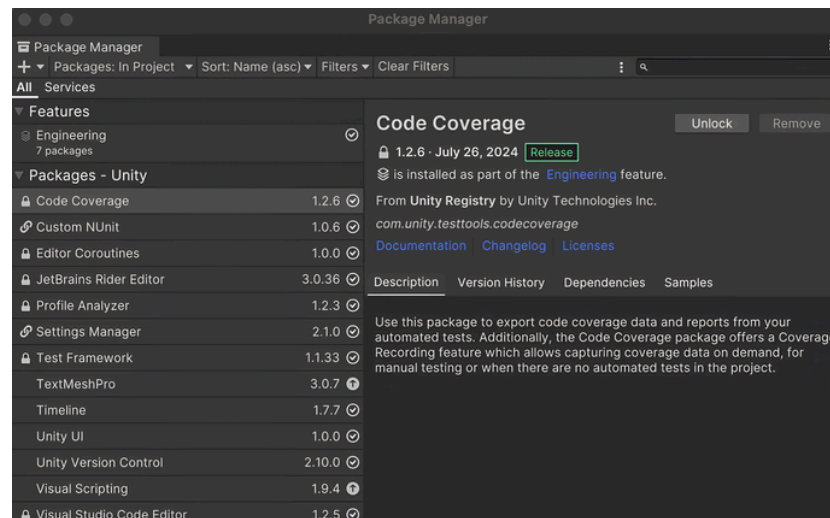 Package Manager
Package Manager
Packages: In Project Sort: Name (asc) Filters Clear Filters
All Services
Features
Engineering
7 packages
Packages - Unity
Code Coverage 1.2.6
Custom NUnit 1.0.6
Editor Coroutines 1.0.0
JetBrains Rider Editor 3.0.36
Profile Analyzer 1.2.3
Settings Manager 2.1.0
Test Framework 1.1.33
TextMeshPro 3.0.7
Timeline 1.7.7
Unity UI 1.0.0
Unity Version Control 2.10.0
Visual Scripting 1.9.4
Visual Studio Code Editor 1.2.5
Code Coverage Unlock Remove
1.2.6 · July 26, 2024 Release
is installed as part of the Engineering feature.
From Unity Registry by Unity Technologies Inc.
com.unity.testtools.codecoverage
Documentation Changelog Licenses
Description Version History Dependencies Samples
Use this package to export code coverage data and reports from your
automated tests. Additionally, the Code Coverage package offers a Coverage
Recording feature which allows capturing coverage data on demand, for
manual testing or when there are no automated tests in the project.